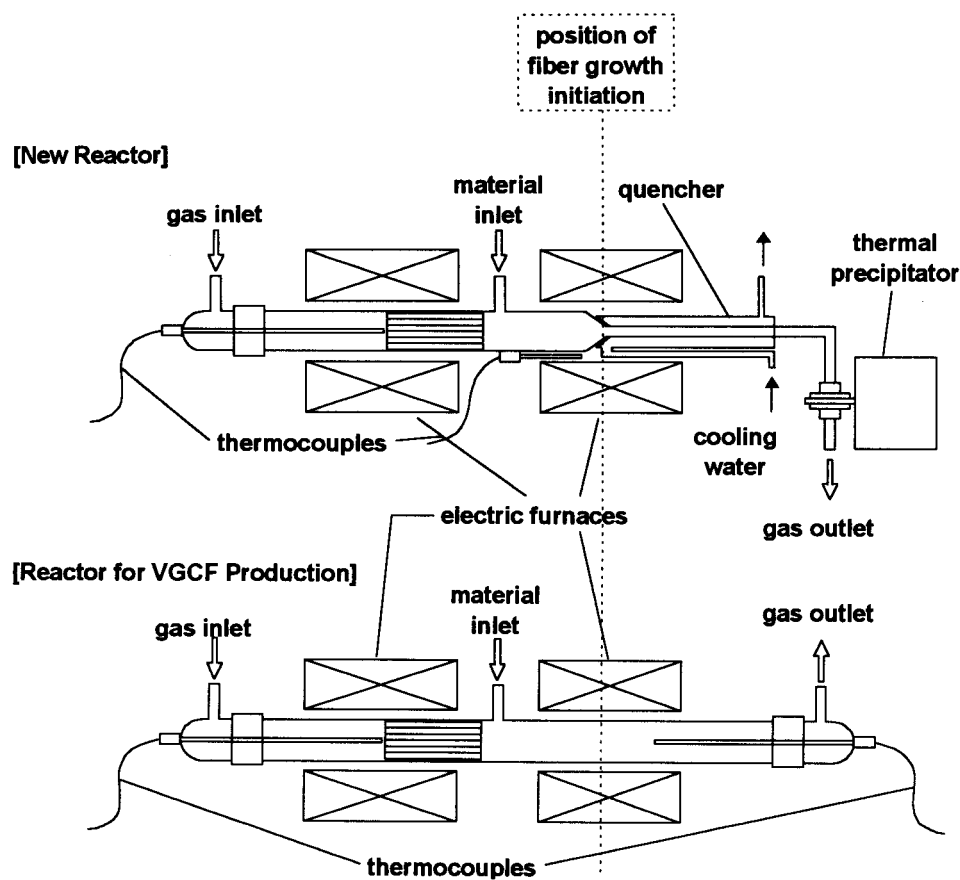 position of
fiber growth
initiation
[New Reactor]
gas inlet
material
inlet
quencher
thermal
precipitator
thermocouples
cooling
water
gas outlet
electric furnaces
[Reactor for VGCF Production]
gas inlet
material
inlet
gas outlet
thermocouples